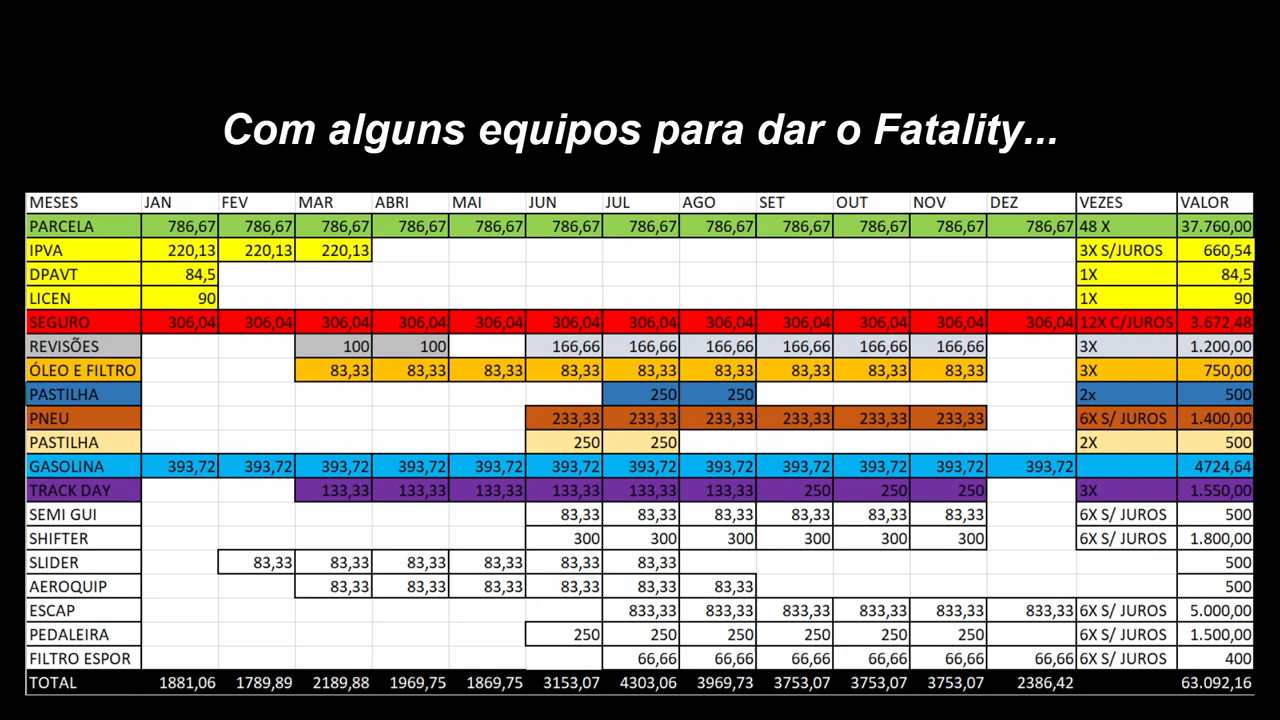 Com alguns equipos para dar o Fatality...
MESES JAN FEV MAR ABRI MAI JUN JUL AGO SET OUT NOV DEZ VEZES VALOR
PARCELA 786,67 786,67 786,67 786,67 786,67 786,67 786,67 786,67 786,67 786,67 786,67 786,67 48 X 37.760,00
IPVA 220,13 220,13 220,13 3X S/JUROS 660,54
DPAVT 84,5 1X 84,5
LICEN 90 1X 90
SEGURO 306,04 306,04 306,04 306,04 306,04 306,04 306,04 306,04 306,04 306,04 306,04 306,04 12X C/JUROS 3.672,48
REVISÕES 100 100 166,66 166,66 166,66 166,66 166,66 166,66 3X 1.200,00
ÓLEO E FILTRO 83,33 83,33 83,33 83,33 83,33 83,33 83,33 83,33 83,33 3X 750,00
PASTILHA 250 250 2x 500
PNEU 233,33 233,33 233,33 233,33 233,33 233,33 6X S/ JUROS 1.400,00
PASTILHA 250 250 2X 500
GASOLINA 393,72 393,72 393,72 393,72 393,72 393,72 393,72 393,72 393,72 393,72 393,72 393,72 4724,64
TRACK DAY 133,33 133,33 133,33 133,33 133,33 133,33 250 250 250 3X 1.550,00
SEMI GUI 83,33 83,33 83,33 83,33 83,33 83,33 6X S/ JUROS 500
SHIFTER 300 300 300 300 300 300 6X S/ JUROS 1.800,00
SLIDER 83,33 83,33 83,33 83,33 83,33 83,33 500
AEROQUIP 83,33 83,33 83,33 83,33 83,33 83,33 500
ESCAP 833,33 833,33 833,33 833,33 833,33 833,33 6X S/ JUROS 5.000,00
PEDALEIRA 250 250 250 250 250 250 6X S/ JUROS 1.500,00
FILTRO ESPOR 66,66 66,66 66,66 66,66 66,66 66,66 6X S/ JUROS 400
TOTAL 1881,06 1789,89 2189,88 1969,75 1869,75 3153,07 4303,06 3969,73 3753,07 3753,07 3753,07 2386,42 63.092,16